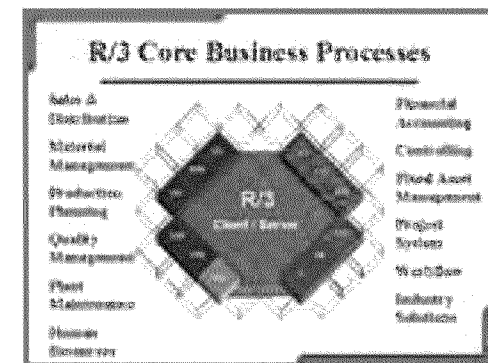 R/3 Core Business Processes
Sales &
Distribution
Material
Management
Production
Planning
Quality
Management
Plant
Maintenance
Human
Resources
R/3
Client / Server
Financial
Accounting
Controlling
Fixed Asset
Management
Project
System
Workflow
Industry
Solutions